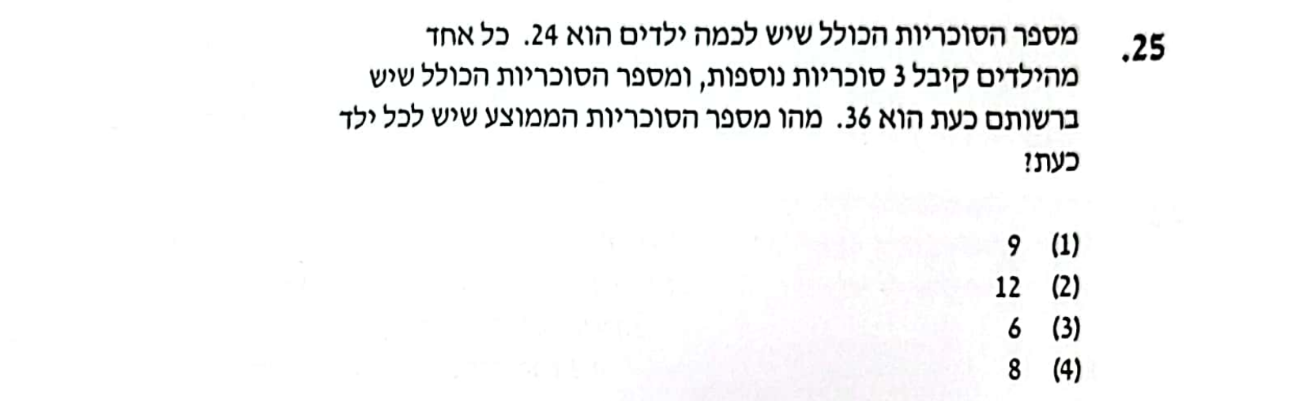 25. מספר הסוכריות הכולל שיש לכמה ילדים הוא 24. כל אחד
מהילדים קיבל 3 סוכריות נוספות, ומספר הסוכריות הכולל שיש
ברשותם כעת הוא 36. מהו מספר הסוכריות הממוצע שיש לכל ילד
כעת?
(1) 9
(2) 12
(3) 6
(4) 8